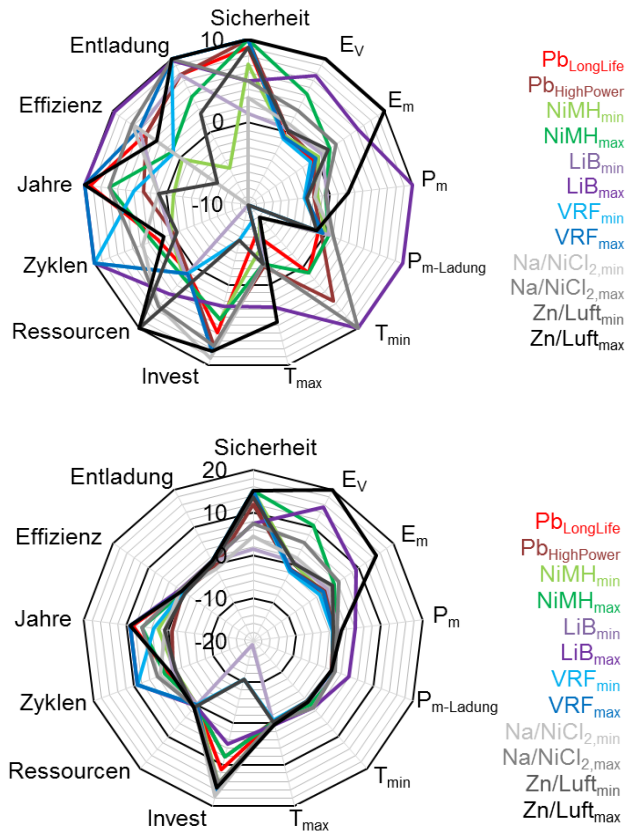 Sicherheit
10
0
-10
E_V
E_m
P_m
P_m-Ladung
T_min
T_max
Invest
Ressourcen
Zyklen
Jahre
Effizienz
Entladung
Pb_LongLife
Pb_HighPower
NiMH_min
NiMH_max
LiB_min
LiB_max
VRF_min
VRF_max
Na/NiCl_2,min
Na/NiCl_2,max
Zn/Luft_min
Zn/Luft_max
Sicherheit
20
10
0
-10
-20
E_V
E_m
P_m
P_m-Ladung
T_min
T_max
Invest
Ressourcen
Zyklen
Jahre
Effizienz
Entladung
Pb_LongLife
Pb_HighPower
NiMH_min
NiMH_max
LiB_min
LiB_max
VRF_min
VRF_max
Na/NiCl_2,min
Na/NiCl_2,max
Zn/Luft_min
Zn/Luft_max